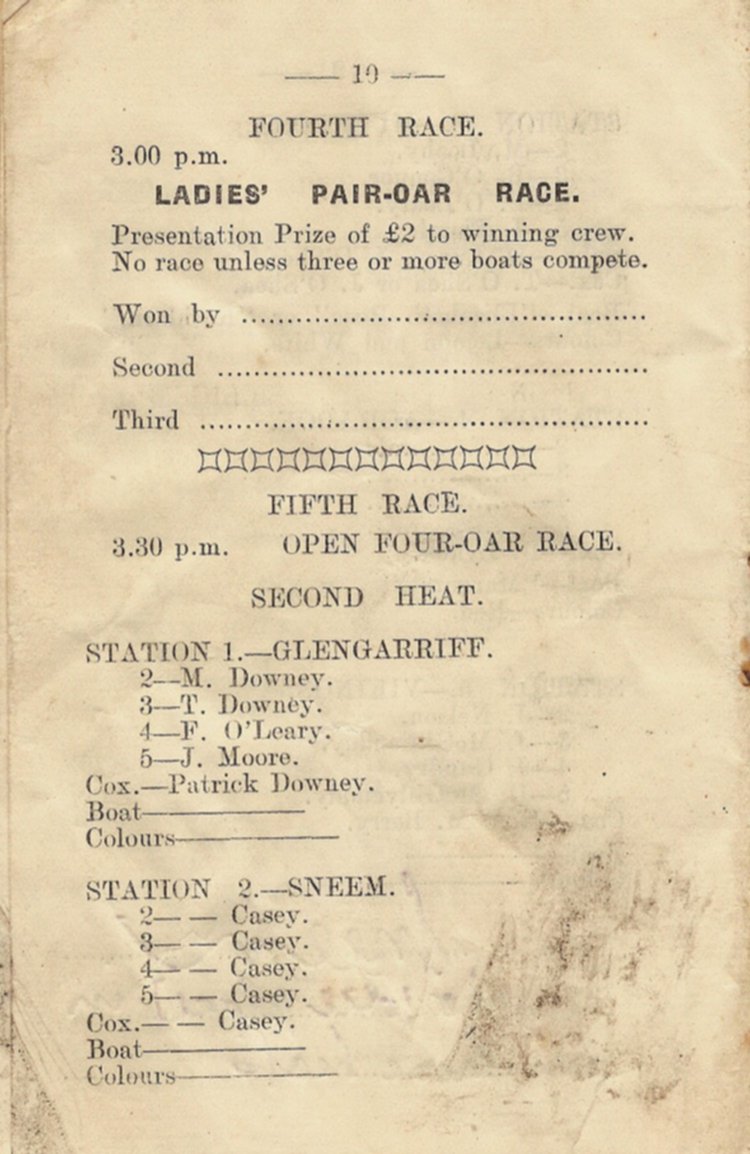 —— 10 ——
FOURTH RACE.
3.00 p.m.
LADIES' PAIR-OAR RACE.
Presentation Prize of £2 to winning crew.
No race unless three or more boats compete.
Won by ..............................................
Second ................................................
Third ..................................................
FIFTH RACE.
3.30 p.m. OPEN FOUR-OAR RACE.
SECOND HEAT.
STATION 1.—GLENGARRIFF.
2—M. Downey.
3—T. Downey.
4—F. O'Leary.
5—J. Moore.
Cox.—Patrick Downey.
Boat——————
Colours——————
STATION 2.—SNEEM.
2— — Casey.
3— — Casey.
4— — Casey.
5— — Casey.
Cox.— — Casey.
Boat——————
Colours——————